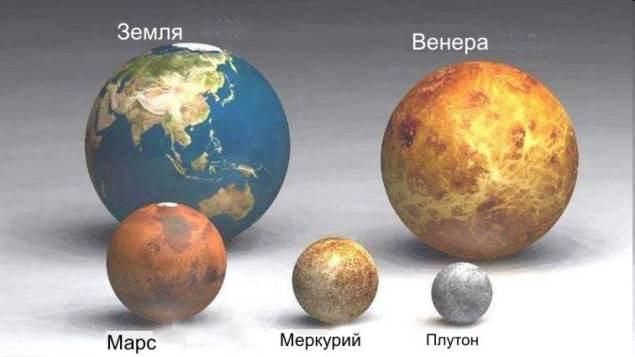 Земля
Венера
Марс
Меркурий
Плутон